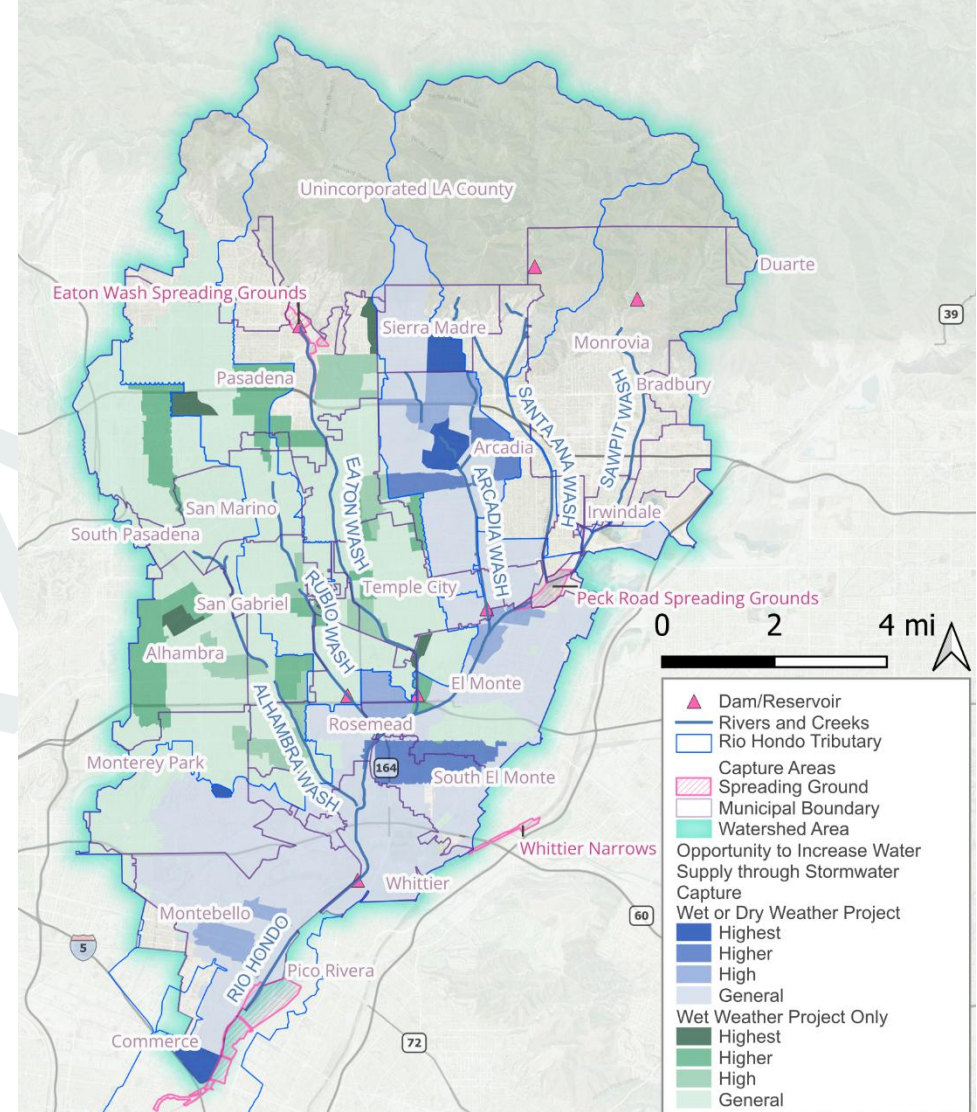 Unincorporated LA County
Duarte
Eaton Wash Spreading Grounds
39
Sierra Madre
Monrovia
Pasadena
Bradbury
SANTA ANA WASH
SAWPIT WASH
Arcadia
EATON WASH
ARCADIA WASH
San Marino
Irwindale
South Pasadena
RUBIO WASH
Temple City
San Gabriel
Peck Road Spreading Grounds
Alhambra
El Monte
ALHAMBRA WASH
Rosemead
Monterey Park
164
South El Monte
Whittier Narrows
Whittier
Montebello
60
5
RIO HONDO
Pico Rivera
Commerce
72
0 2 4 mi
Dam/Reservoir
Rivers and Creeks
Rio Hondo Tributary
Capture Areas
Spreading Ground
Municipal Boundary
Watershed Area
Opportunity to Increase Water
Supply through Stormwater
Capture
Wet or Dry Weather Project
Highest
Higher
High
General
Wet Weather Project Only
Highest
Higher
High
General